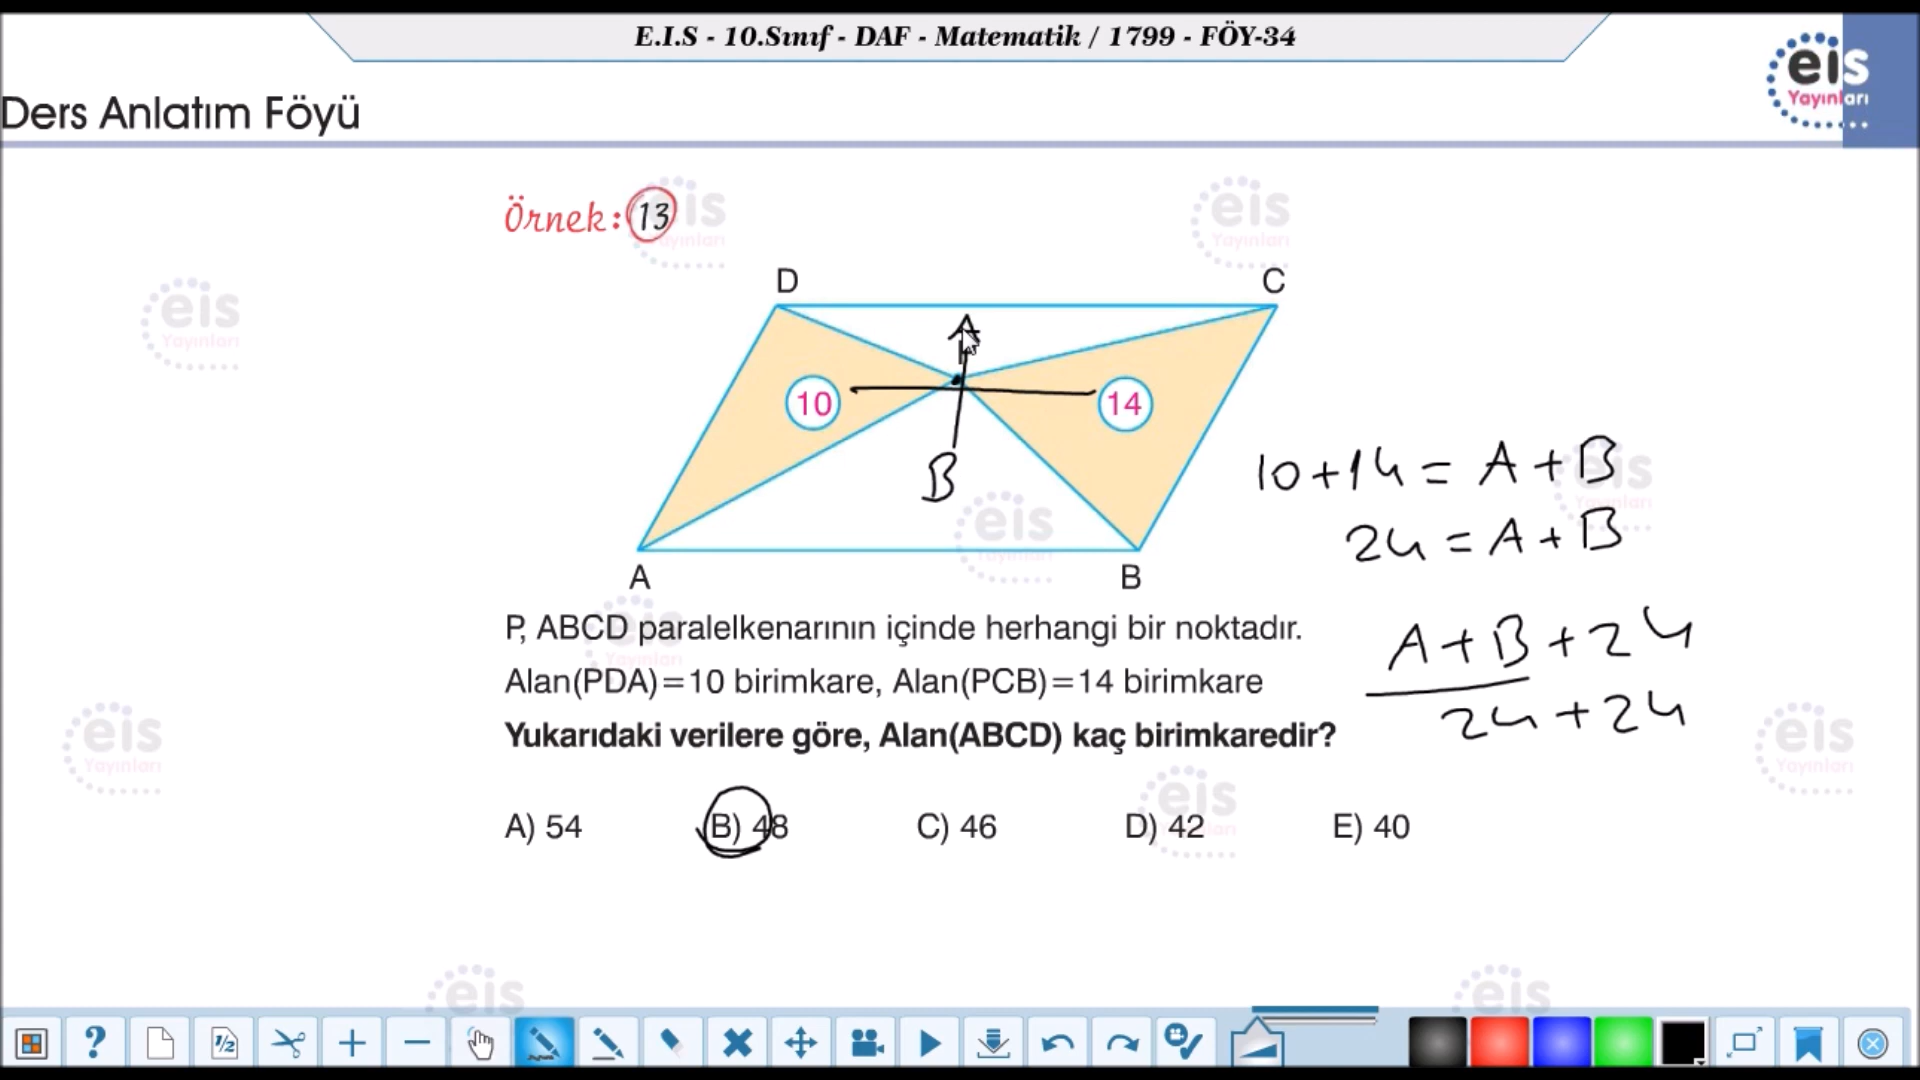 E.I.S - 10.Sınıf - DAF - Matematik / 1799 - FÖY-34
eis
Yayınları
Ders Anlatım Föyü
Örnek: 13
D
C
A
10
14
B
A
B
10+14 = A+B
24 = A+B
A+B+24
24+24
P, ABCD paralelkenarının içinde herhangi bir noktadır.
Alan(PDA)=10 birimkare, Alan(PCB)=14 birimkare
Yukarıdaki verilere göre, Alan(ABCD) kaç birimkaredir?
A) 54 B) 48 C) 46 D) 42 E) 40